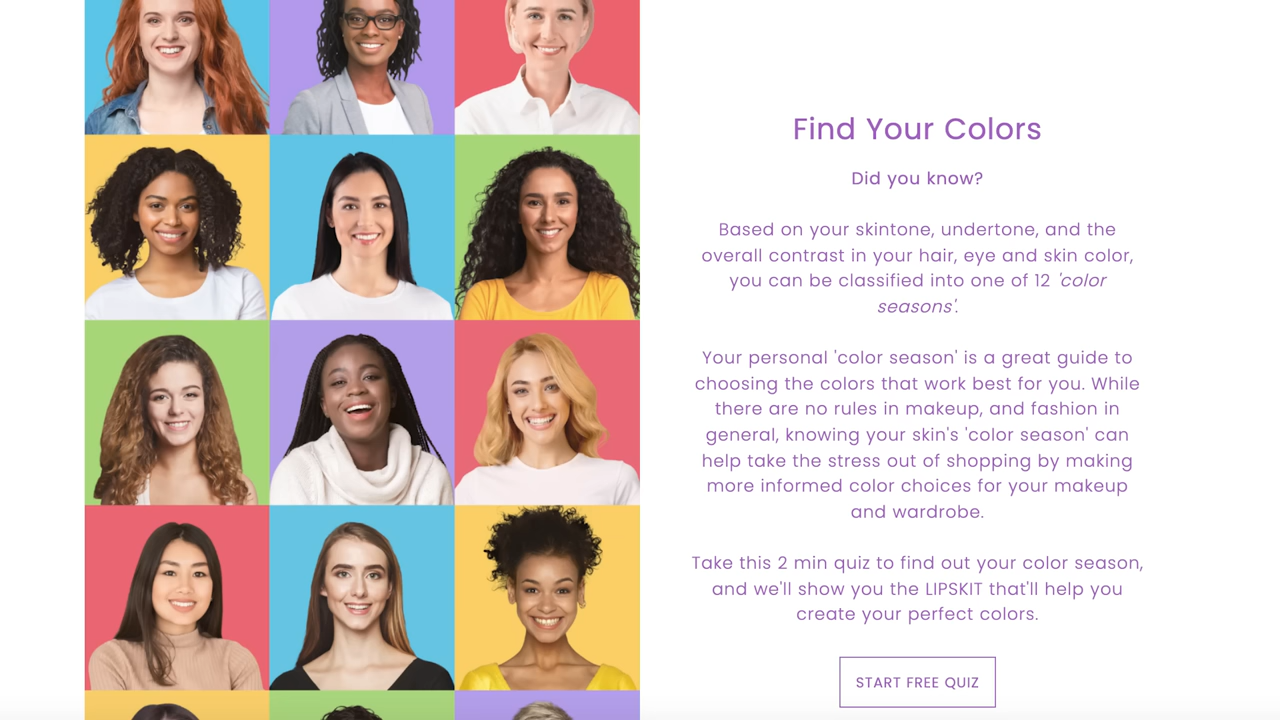 Find Your Colors
Did you know?
Based on your skintone, undertone, and the
overall contrast in your hair, eye and skin color,
you can be classified into one of 12 'color
seasons'.
Your personal 'color season' is a great guide to
choosing the colors that work best for you. While
there are no rules in makeup, and fashion in
general, knowing your skin's 'color season' can
help take the stress out of shopping by making
more informed color choices for your makeup
and wardrobe.
Take this 2 min quiz to find out your color season,
and we'll show you the LIPSKIT that'll help you
create your perfect colors.
START FREE QUIZ